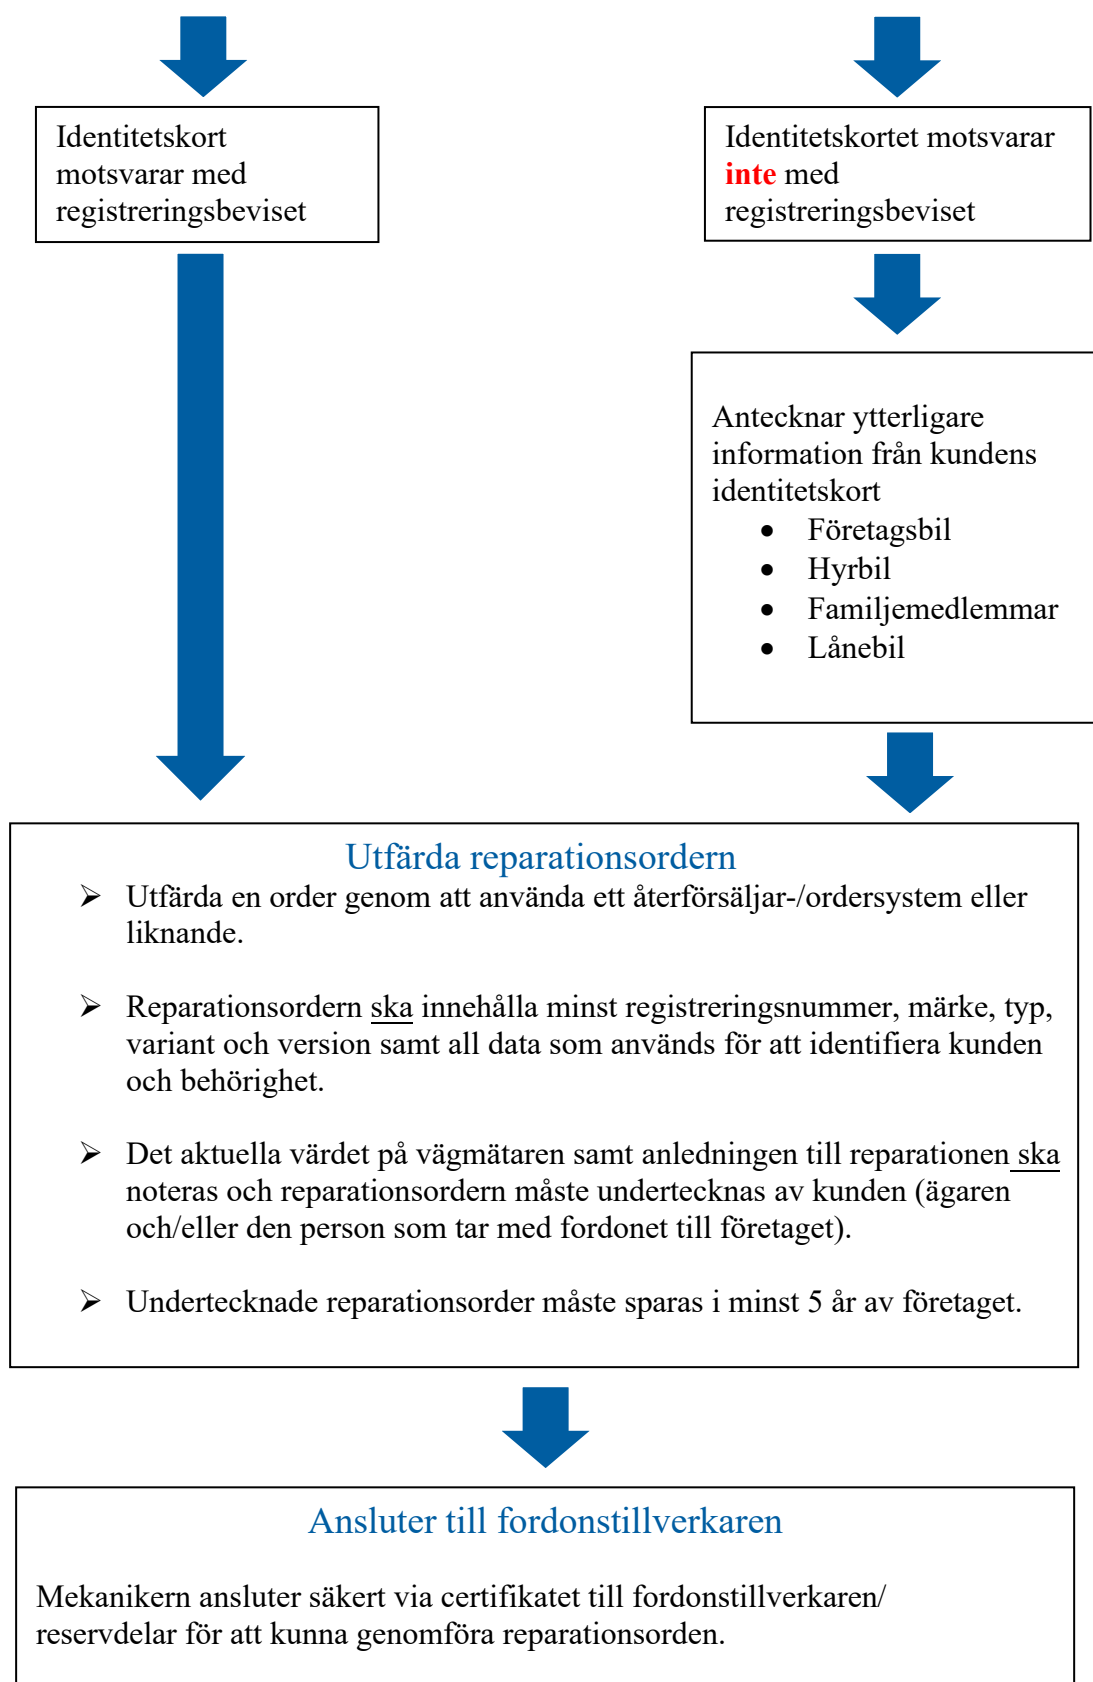 Identitetskort
motsvarar med
registreringsbeviset
Identitetskortet motsvarar
inte med
registreringsbeviset
Antecknar ytterligare
information från kundens
identitetskort
• Företagsbil
• Hyrbil
• Familjemedlemmar
• Lånebil
Utfärda reparationsordern
➢ Utfärda en order genom att använda ett återförsäljar-/ordersystem eller
liknande.
➢ Reparationsordern ska innehålla minst registreringsnummer, märke, typ,
variant och version samt all data som används för att identifiera kunden
och behörighet.
➢ Det aktuella värdet på vägmätaren samt anledningen till reparationen ska
noteras och reparationsordern måste undertecknas av kunden (ägaren
och/eller den person som tar med fordonet till företaget).
➢ Undertecknade reparationsorder måste sparas i minst 5 år av företaget.
Ansluter till fordonstillverkaren
Mekanikern ansluter säkert via certifikatet till fordonstillverkaren/
reservdelar för att kunna genomföra reparationsorden.